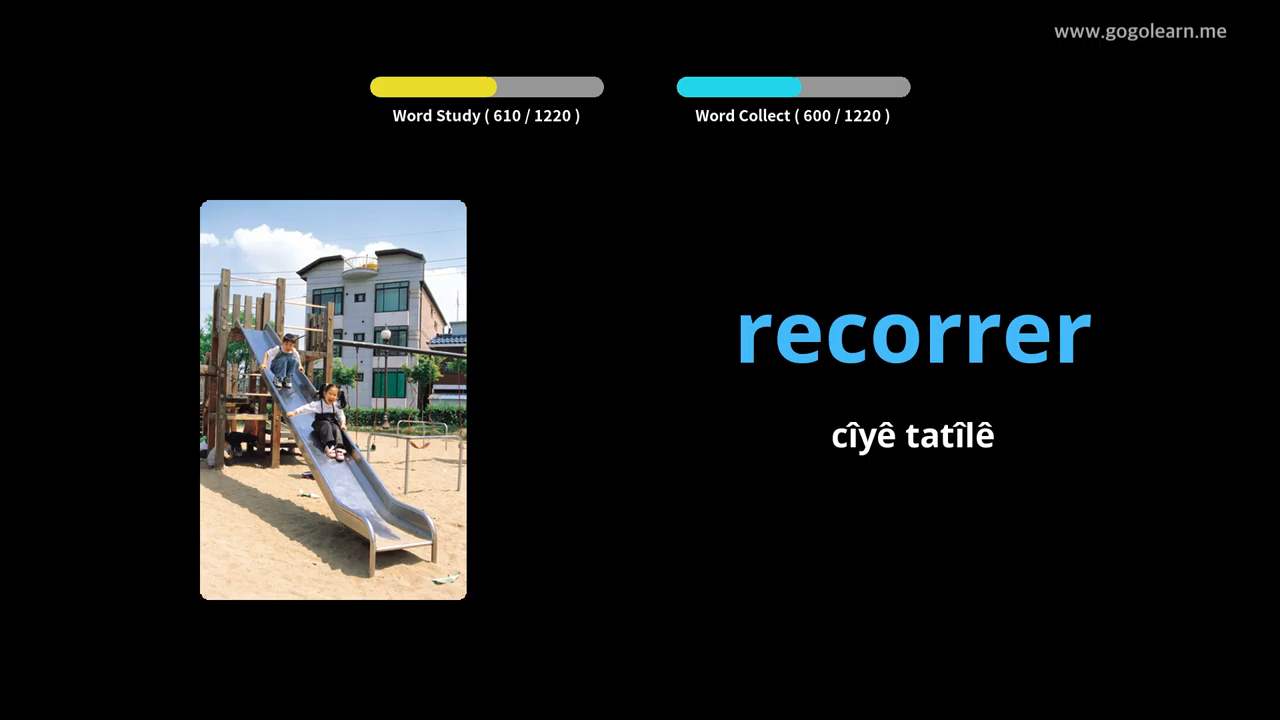 www.gogolearn.me
Word Study ( 610 / 1220 )
Word Collect ( 600 / 1220 )
recorrer
cîyê tatîlê